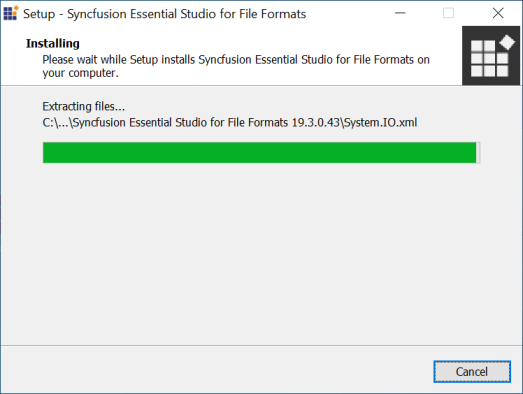 Setup - Syncfusion Essential Studio for File Formats
Installing
Please wait while Setup installs Syncfusion Essential Studio for File Formats on
your computer.
Extracting files...
C:\...\Syncfusion Essential Studio for File Formats 19.3.0.43\System.IO.xml
Cancel